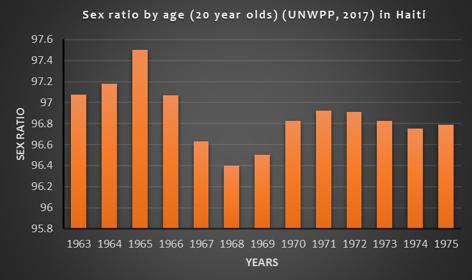 Sex ratio by age (20 year olds) (UNWPP, 2017) in Haiti
97.6
97.4
97.2
97
96.8
96.6
96.4
96.2
96
95.8
SEX RATIO
1963 1964 1965 1966 1967 1968 1969 1970 1971 1972 1973 1974 1975
YEARS